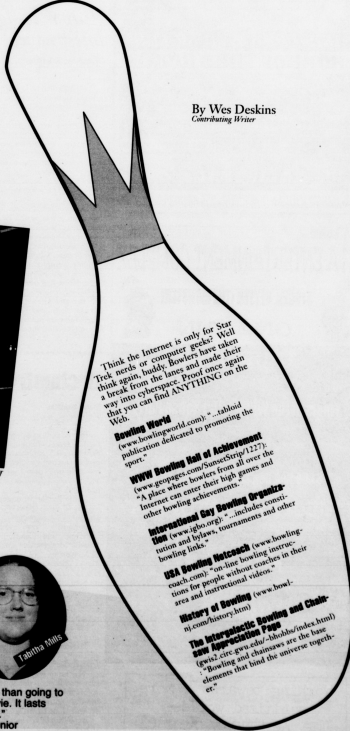 By Wes Deskins
Contributing Writer
Think the Internet is only for Star
Trek nerds or computer geeks? Well
think again, buddy. Bowlers have taken
a break from the lanes and made their
way into cyberspace. Proof once again
that you can find ANYTHING on the
Web.
Bowling World
(www.bowlingworld.com): "...tabloid
publication dedicated to promoting the
sport."
WWW Bowling Hall of Achievement
(www.geopages.com/SunsetStrip/1227):
"A place where bowlers from all over the
Internet can enter their high games and
other bowling achievements."
International Gay Bowling Organiza-
tion (www.igbo.org): "...includes consti-
tution and bylaws, tournaments and other
bowling links."
USA Bowling Netcoach (www.bowling-
coach.com): "on-line bowling instruc-
tions for people without coaches in their
area and instructional videos."
History of Bowling (www.bowl-
nj.com/history.htm)
The Intergalactic Bowling and Chain-
saw Appreciation Page
(gwis2.circ.gwu.edu/~bhobbs/index.html)
: "Bowling and chainsaws are the base
elements that bind the universe togeth-
er."
Tabitha Mills
than going to
ie. It lasts
"
nior